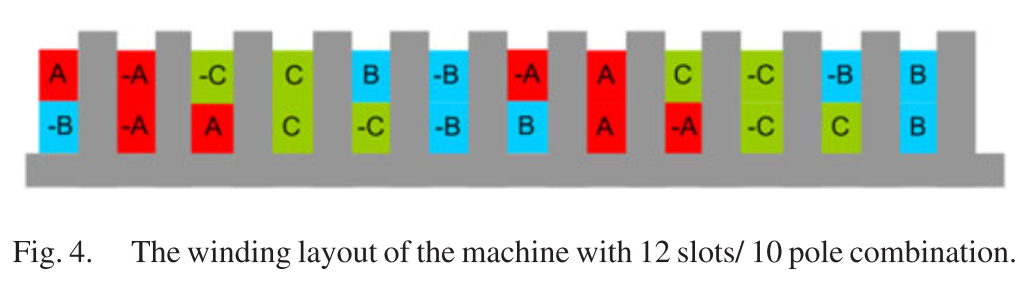 A -A -C C B -B -A A C -C -B B
-B -A A C -C -B B A -A -C C B
Fig. 4. The winding layout of the machine with 12 slots/ 10 pole combination.